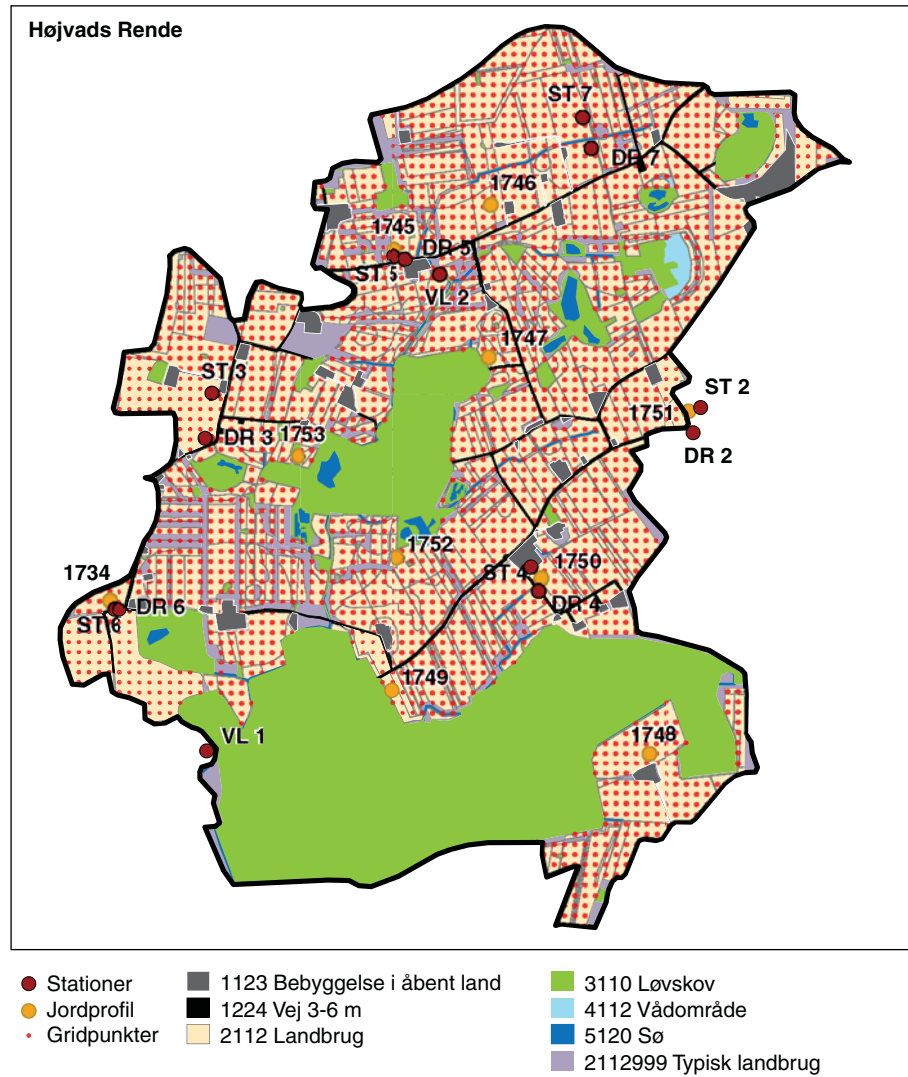 Højvads Rende
ST 7
DR 7
1746
1745
DR 5
ST 5
VL 2
1747
ST 3
ST 2
1751
DR 3
1753
DR 2
1752
1750
ST 4
1734
DR 6
DR 4
ST 6
1749
VL 1
1748
Stationer
Jordprofil
Gridpunkter
1123 Bebyggelse i åbent land
1224 Vej 3-6 m
2112 Landbrug
3110 Løvskov
4112 Vådområde
5120 Sø
2112999 Typisk landbrug